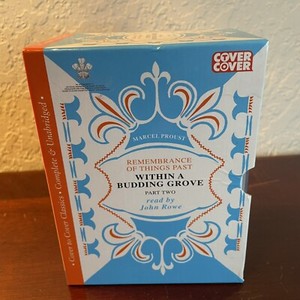 COVER
TO
COVER
MARCEL PROUST
REMEMBRANCE
OF THINGS PAST
WITHIN A
BUDDING GROVE
PART TWO
read by
John Rowe
• Cover to Cover Classics • Complete & Unabridged •